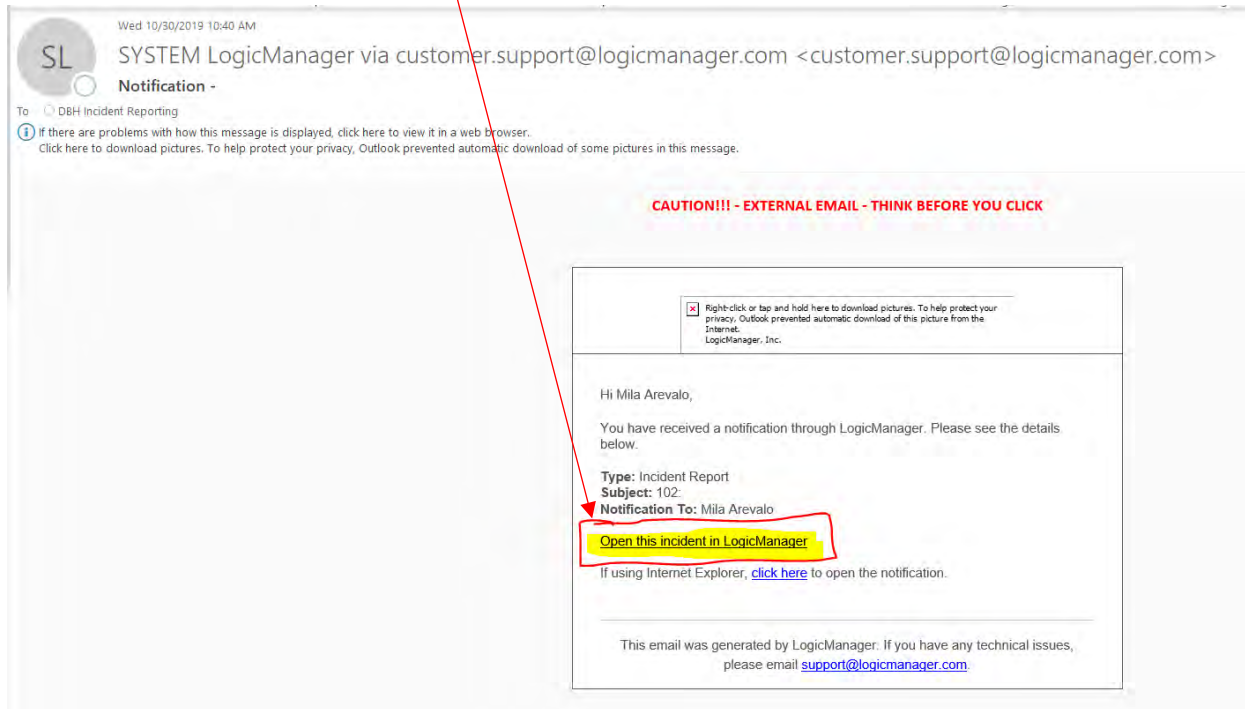 Wed 10/30/2019 10:40 AM
SL
SYSTEM LogicManager via customer.support@logicmanager.com <customer.support@logicmanager.com>
Notification -
To DBH Incident Reporting
If there are problems with how this message is displayed, click here to view it in a web browser.
Click here to download pictures. To help protect your privacy, Outlook prevented automatic download of some pictures in this message.
CAUTION!!! - EXTERNAL EMAIL - THINK BEFORE YOU CLICK
Right-click or tap and hold here to download pictures. To help protect your
privacy, Outlook prevented automatic download of this picture from the
Internet.
LogicManager, Inc.
Hi Mila Arevalo,
You have received a notification through LogicManager. Please see the details
below.
Type: Incident Report
Subject: 102:
Notification To: Mila Arevalo
Open this incident in LogicManager
If using Internet Explorer, click here to open the notification.
This email was generated by LogicManager. If you have any technical issues,
please email support@logicmanager.com.